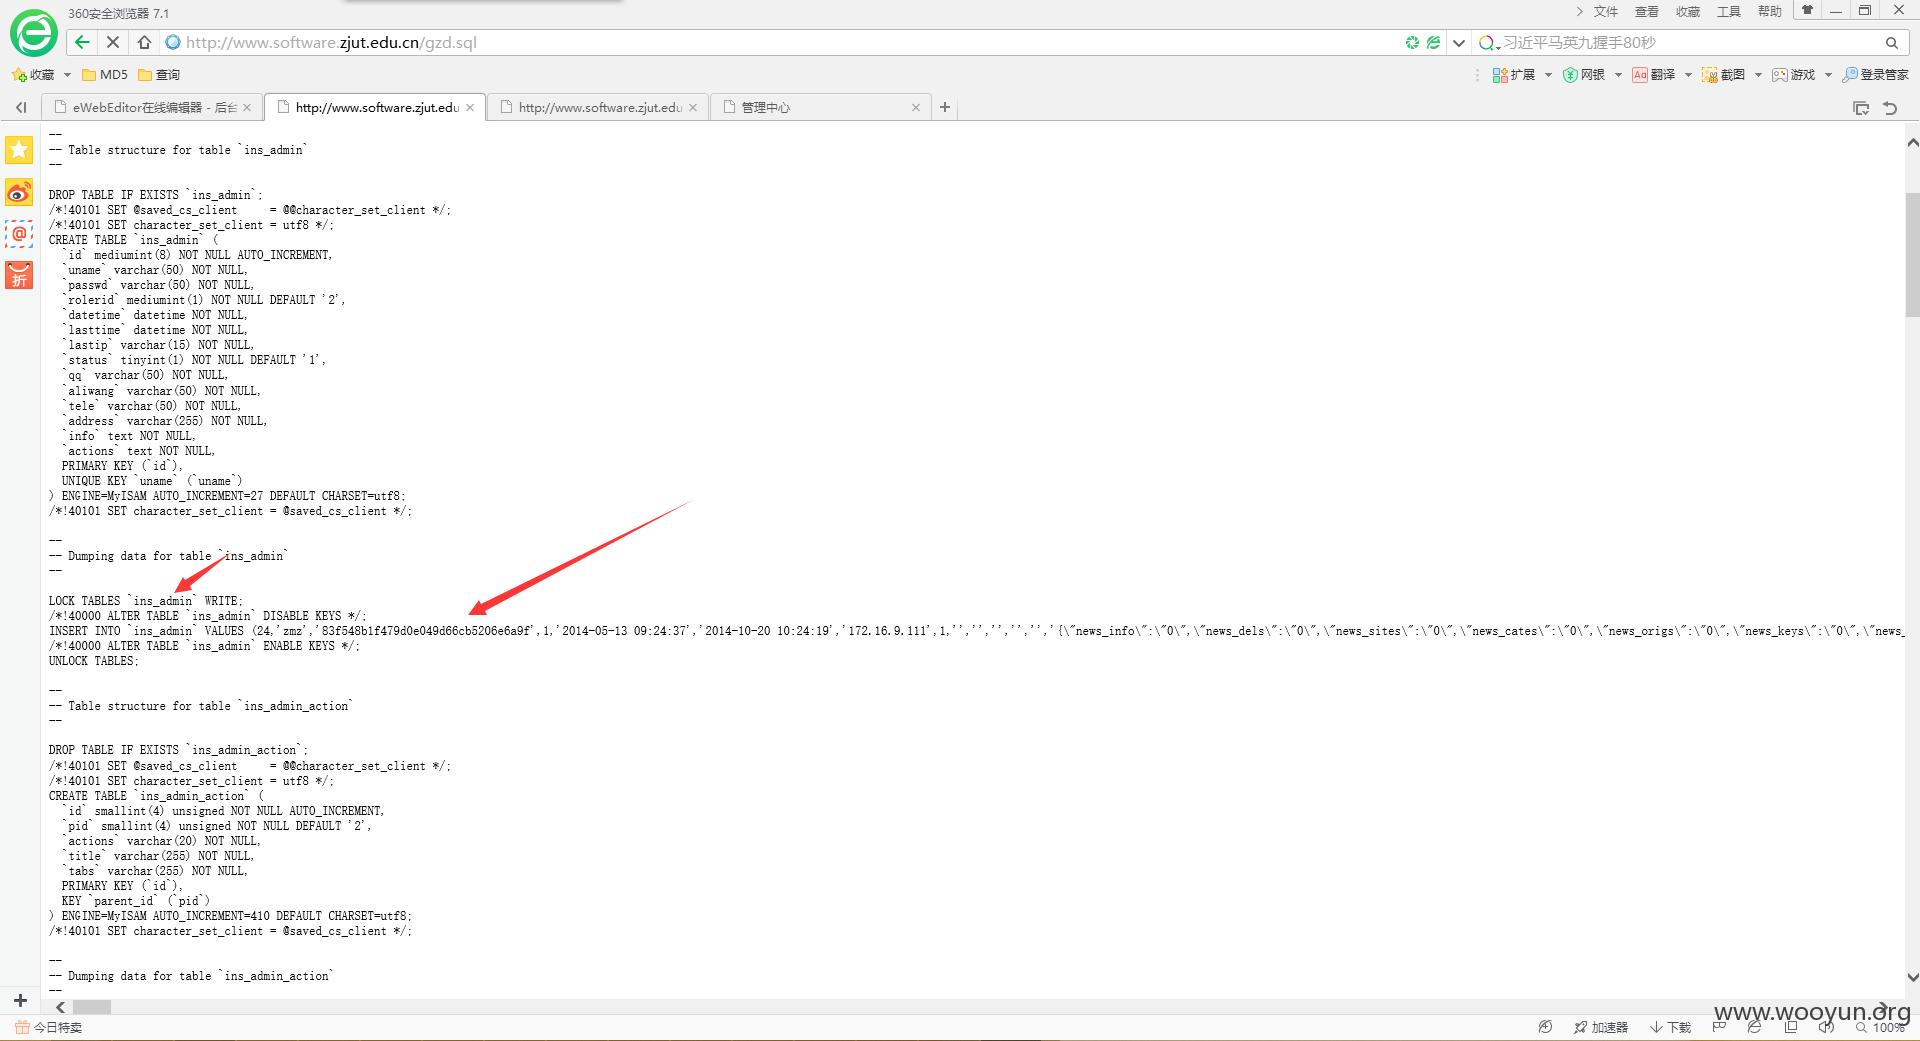 360安全浏览器 7.1
文件 查看 收藏 工具 帮助
http://www.software.zjut.edu.cn/gzd.sql
习近平马英九握手80秒
收藏 MD5 查询
扩展 网银 翻译 截图 游戏 登录管家
eWebEditor在线编辑器 - 后台
http://www.software.zjut.edu
http://www.software.zjut.edu
管理中心
--
-- Table structure for table `ins_admin`
--
DROP TABLE IF EXISTS `ins_admin`;
/*!40101 SET @saved_cs_client     = @@character_set_client */;
/*!40101 SET character_set_client = utf8 */;
CREATE TABLE `ins_admin` (
  `id` mediumint(8) NOT NULL AUTO_INCREMENT,
  `uname` varchar(50) NOT NULL,
  `passwd` varchar(50) NOT NULL,
  `rolerid` mediumint(1) NOT NULL DEFAULT '2',
  `datetime` datetime NOT NULL,
  `lasttime` datetime NOT NULL,
  `lastip` varchar(15) NOT NULL,
  `status` tinyint(1) NOT NULL DEFAULT '1',
  `qq` varchar(50) NOT NULL,
  `aliwang` varchar(50) NOT NULL,
  `tele` varchar(50) NOT NULL,
  `address` varchar(255) NOT NULL,
  `info` text NOT NULL,
  `actions` text NOT NULL,
  PRIMARY KEY (`id`),
  UNIQUE KEY `uname` (`uname`)
) ENGINE=MyISAM AUTO_INCREMENT=27 DEFAULT CHARSET=utf8;
/*!40101 SET character_set_client = @saved_cs_client */;
--
-- Dumping data for table `ins_admin`
--
LOCK TABLES `ins_admin` WRITE;
/*!40000 ALTER TABLE `ins_admin` DISABLE KEYS */;
INSERT INTO `ins_admin` VALUES (24,'zmz','83f548b1f479d0e049d66cb5206e6a9f',1,'2014-05-13 09:24:37','2014-10-20 10:24:19','172.16.9.111',1,'','','','','','{\"news_info\":\"0\",\"news_dels\":\"0\",\"news_sites\":\"0\",\"news_cates\":\"0\",\"news_origs\":\"0\",\"news_keys\":\"0\",\"news_
/*!40000 ALTER TABLE `ins_admin` ENABLE KEYS */;
UNLOCK TABLES;
--
-- Table structure for table `ins_admin_action`
--
DROP TABLE IF EXISTS `ins_admin_action`;
/*!40101 SET @saved_cs_client     = @@character_set_client */;
/*!40101 SET character_set_client = utf8 */;
CREATE TABLE `ins_admin_action` (
  `id` smallint(4) unsigned NOT NULL AUTO_INCREMENT,
  `pid` smallint(4) unsigned NOT NULL DEFAULT '2',
  `actions` varchar(20) NOT NULL,
  `title` varchar(255) NOT NULL,
  `tabs` varchar(255) NOT NULL,
  PRIMARY KEY (`id`),
  KEY `parent_id` (`pid`)
) ENGINE=MyISAM AUTO_INCREMENT=410 DEFAULT CHARSET=utf8;
/*!40101 SET character_set_client = @saved_cs_client */;
--
-- Dumping data for table `ins_admin_action`
--
折
www.wooyun.org
今日特卖
加速器 下载 100%